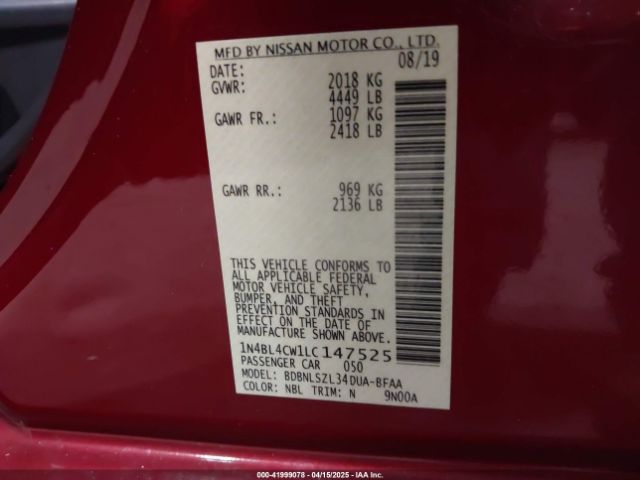 MFD BY NISSAN MOTOR CO., LTD.
DATE: 08/19
GVWR: 2018 KG
4449 LB
GAWR FR.: 1097 KG
2418 LB
GAWR RR.: 969 KG
2136 LB
THIS VEHICLE CONFORMS TO
ALL APPLICABLE FEDERAL
MOTOR VEHICLE SAFETY,
BUMPER, AND THEFT
PREVENTION STANDARDS IN
EFFECT ON THE DATE OF
MANUFACTURE SHOWN ABOVE.
1N4BL4CW1LC147525
PASSENGER CAR 050
MODEL: BDBNLSZL34DUA-BFAA
COLOR: NBL TRIM: N 9N00A
000-41999078 - 04/15/2025 - IAA Inc.